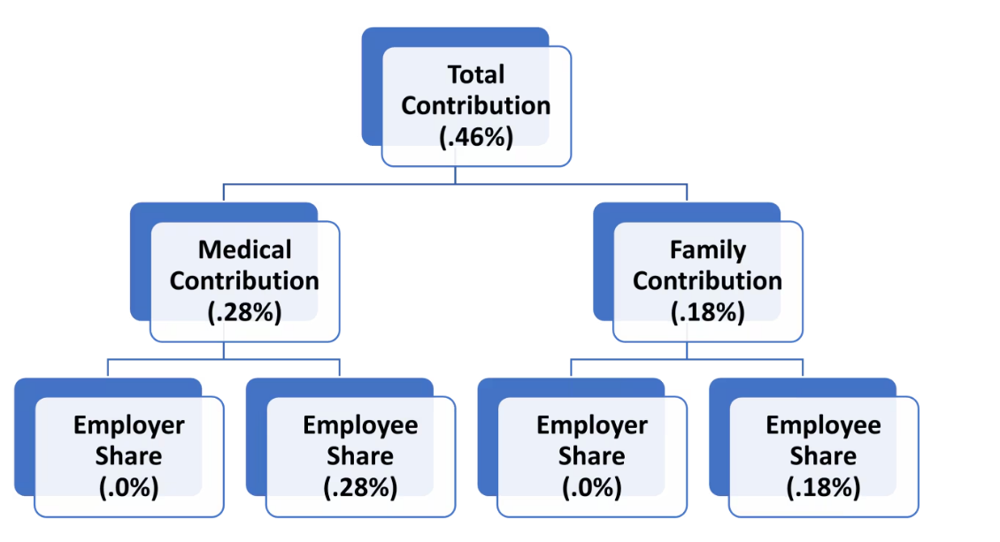 Total
Contribution
(.46%)
Medical
Contribution
(.28%)
Family
Contribution
(.18%)
Employer
Share
(.0%)
Employee
Share
(.28%)
Employer
Share
(.0%)
Employee
Share
(.18%)